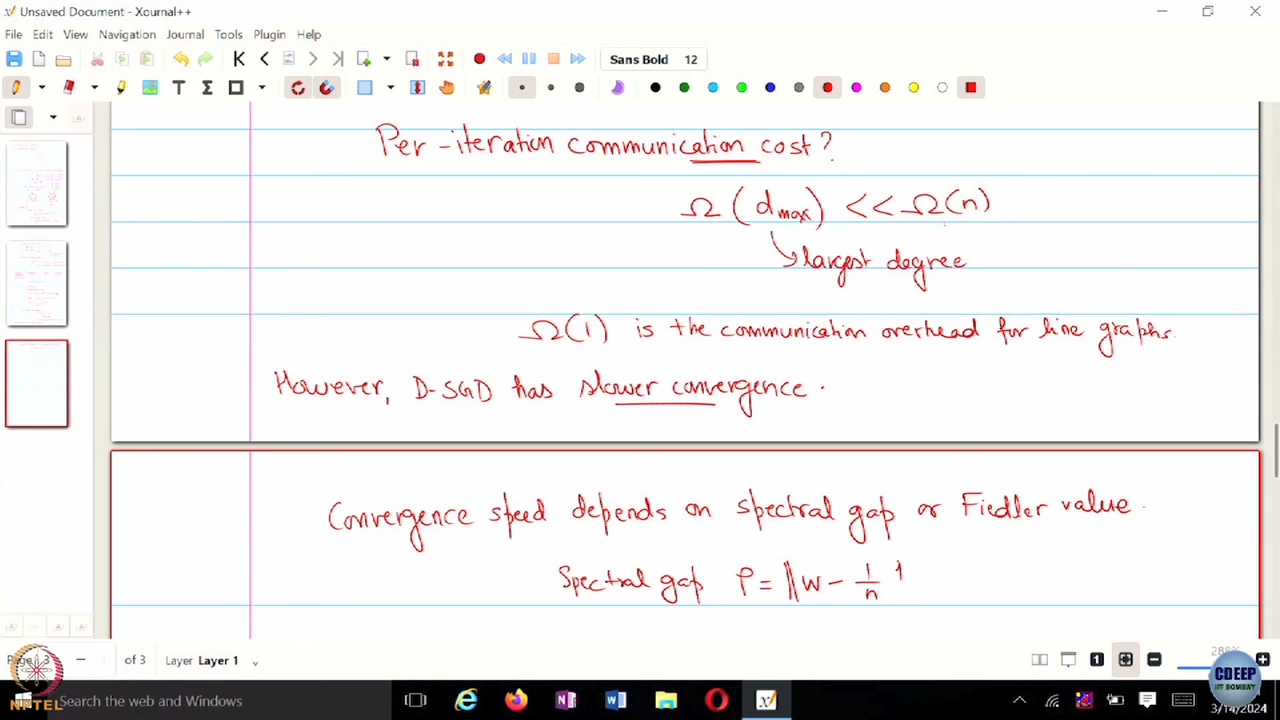 Unsaved Document - Xournal++
File Edit View Navigation Journal Tools Plugin Help
Sans Bold 12
Per-iteration communication cost?
Ω (dmax) << Ω(n)
↳ largest degree
Ω(1) is the communication overhead for line graphs.
However, D-SGD has slower convergence.
Convergence speed depends on spectral gap or Fiedler value.
Spectral gap ρ = ||W - 1/n 1
of 3 Layer Layer 1
288%
NPTEL
Search the web and Windows
CDEEP
IIT BOMBAY
3/14/2024